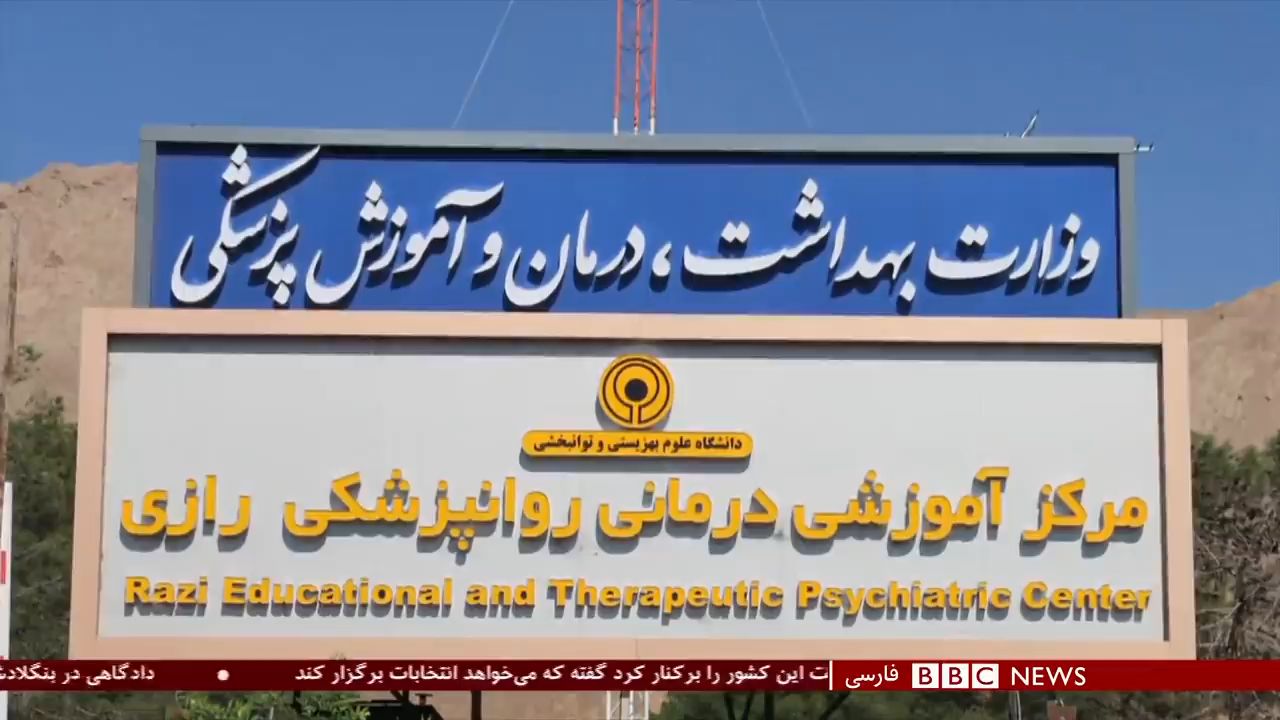 وزارت بهداشت، درمان و آموزش پزشکی
دانشگاه علوم بهزیستی و توانبخشی
مرکز آموزشی درمانی روانپزشکی رازی
Razi Educational and Therapeutic Psychiatric Center
BBC NEWS فارسی
این کشور را برکنار کرد گفته که می‌خواهد انتخابات برگزار کند • دادگاهی در